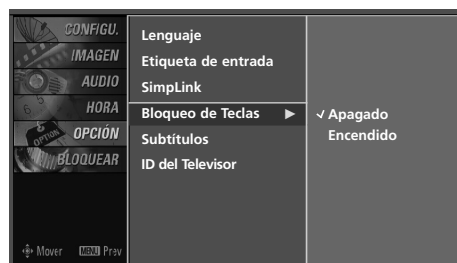 CONFIGU.
IMAGEN
AUDIO
HORA
OPCIÓN
BLOQUEAR
Mover MENU Prev
Lenguaje
Etiqueta de entrada
SimpLink
Bloqueo de Teclas ▶
Subtítulos
ID del Televisor
✓ Apagado
Encendido